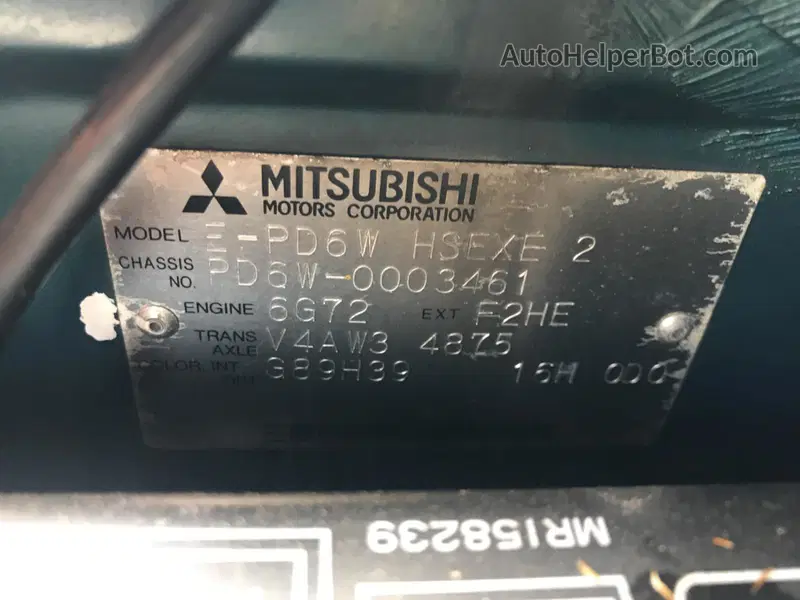 AutoHelperBot.com
MITSUBISHI
MOTORS CORPORATION
MODEL E-PD6W HSEXE 2
CHASSIS NO. PD6W-0003461
ENGINE 6G72 EXT F2HE
TRANS AXLE V4AW3 4875
COLOR, INT G89H39 15H 000
MR158239